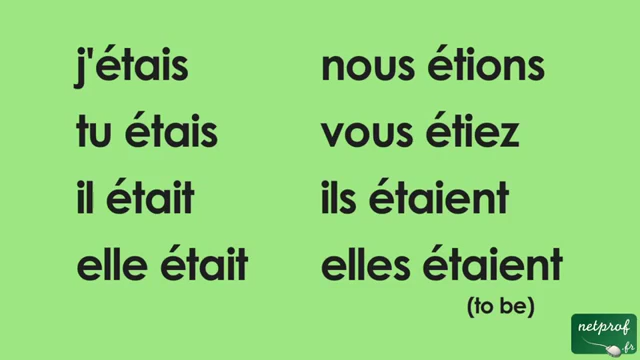 j'étais
tu étais
il était
elle était
nous étions
vous étiez
ils étaient
elles étaient
(to be)
netprof
.fr